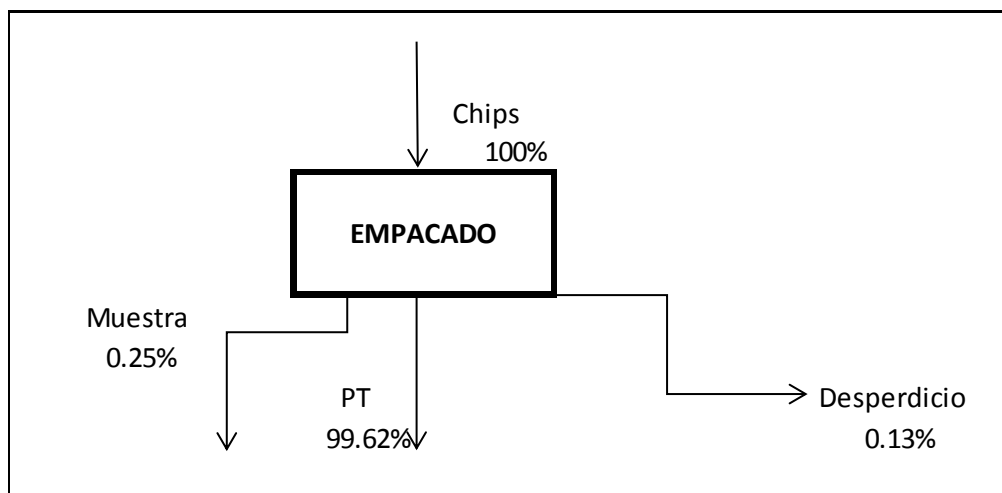 Chips
100%
EMPACADO
Muestra
0.25%
PT
99.62%
Desperdicio
0.13%